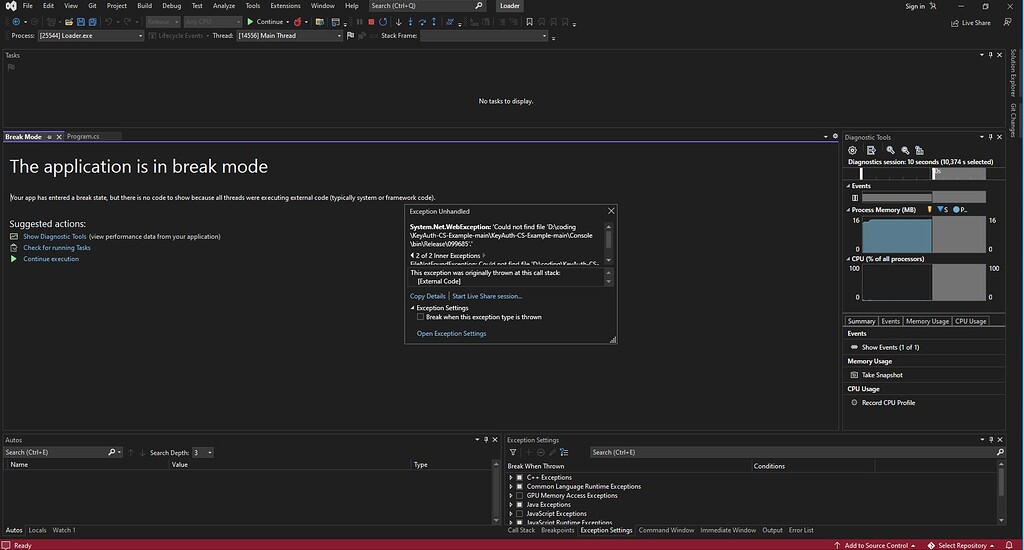 File Edit View Git Project Build Debug Test Analyze Tools Extensions Window Help Search (Ctrl+Q) Loader Sign in
Release Any CPU Continue Live Share
Process: [25544] Loader.exe Lifecycle Events Thread: [14556] Main Thread Stack Frame:
Tasks
No tasks to display.
Solution Explorer
Git Changes
Break Mode Program.cs
The application is in break mode
Your app has entered a break state, but there is no code to show because all threads were executing external code (typically system or framework code).
Suggested actions:
Show Diagnostic Tools (view performance data from your application)
Check for running Tasks
Continue execution
Exception Unhandled
System.Net.WebException: 'Could not find file 'D:\coding
\KeyAuth-CS-Example-main\KeyAuth-CS-Example-main\Console
\bin\Release\099685'.'
2 of 2 Inner Exceptions
FileNotFoundException: Could not find file 'D:\coding\KeyAuth-CS-
This exception was originally thrown at this call stack:
[External Code]
Copy Details | Start Live Share session...
Exception Settings
Break when this exception type is thrown
Open Exception Settings
Diagnostic Tools
Diagnostics session: 10 seconds (10,374 s selected)
0s
Events
Process Memory (MB) S P...
16 16
0 0
CPU (% of all processors)
100 100
0 0
Summary Events Memory Usage CPU Usage
Events
Show Events (1 of 1)
Memory Usage
Take Snapshot
CPU Usage
Record CPU Profile
Autos
Search (Ctrl+E) Search Depth: 3
Name Value Type
Autos Locals Watch 1
Exception Settings
Search (Ctrl+E)
Break When Thrown Conditions
C++ Exceptions
Common Language Runtime Exceptions
GPU Memory Access Exceptions
Java Exceptions
JavaScript Exceptions
JavaScript Runtime Exceptions
Call Stack Breakpoints Exception Settings Command Window Immediate Window Output Error List
Ready Add to Source Control Select Repository